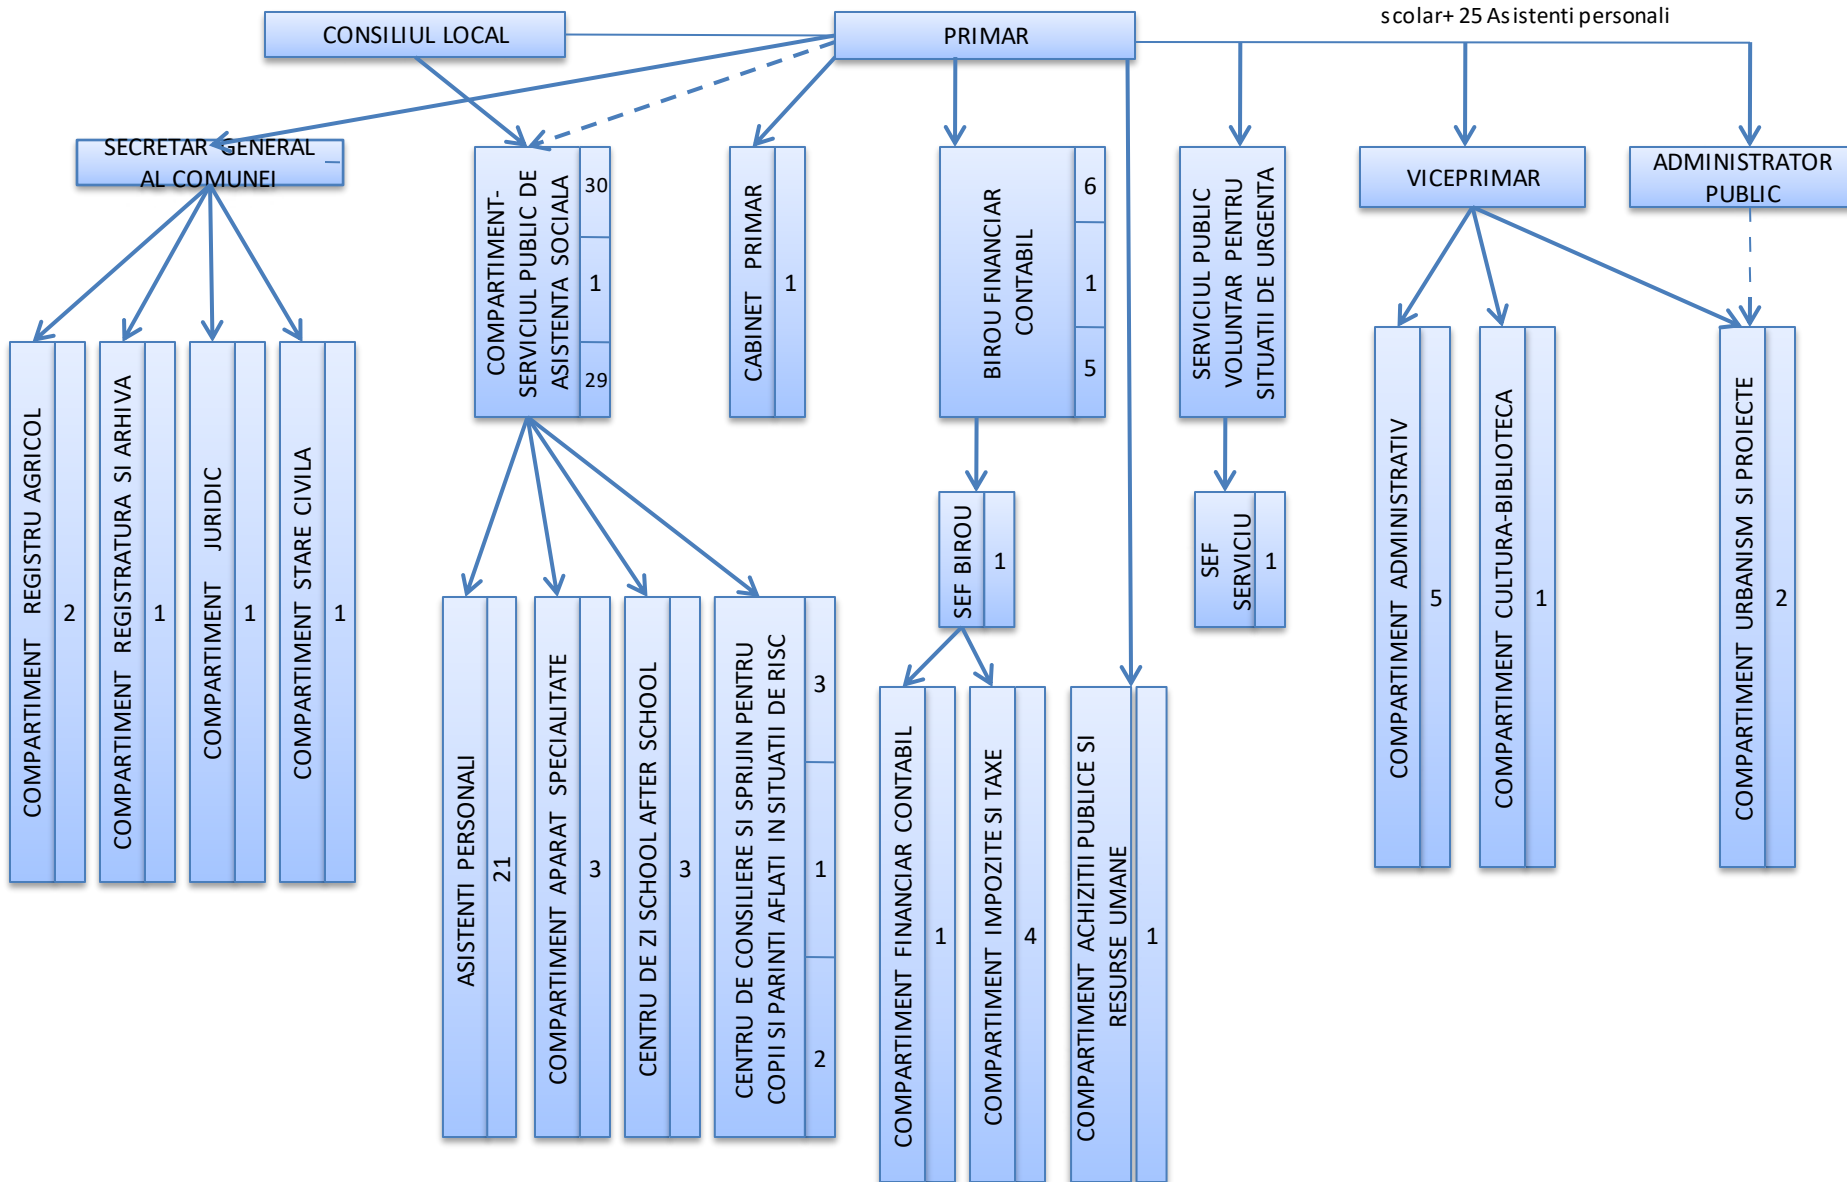 scolar+ 25 Asistenti personali
CONSILIUL LOCAL
PRIMAR
SECRETAR GENERAL
AL COMUNEI
COMPARTIMENT-
SERVICIUL PUBLIC DE
ASISTENTA SOCIALA
30
1
29
CABINET PRIMAR
1
BIROU FINANCIAR
CONTABIL
6
1
5
SERVICIUL PUBLIC
VOLUNTAR PENTRU
SITUATII DE URGENTA
VICEPRIMAR
ADMINISTRATOR
PUBLIC
COMPARTIMENT REGISTRU AGRICOL
2
COMPARTIMENT REGISTRATURA SI ARHIVA
1
COMPARTIMENT JURIDIC
1
COMPARTIMENT STARE CIVILA
1
SEF BIROU
1
SEF
SERVICIU
1
COMPARTIMENT ADMINISTRATIV
5
COMPARTIMENT CULTURA-BIBLIOTECA
1
COMPARTIMENT URBANISM SI PROIECTE
2
ASISTENTI PERSONALI
21
COMPARTIMENT APARAT SPECIALITATE
3
CENTRU DE ZI SCHOOL AFTER SCHOOL
3
CENTRU DE CONSILIERE SI SPRIJIN PENTRU
COPII SI PARINTI AFLATI IN SITUATII DE RISC
3
1
2
COMPARTIMENT FINANCIAR CONTABIL
1
COMPARTIMENT IMPOZITE SI TAXE
4
COMPARTIMENT ACHIZITII PUBLICE SI
RESURSE UMANE
1